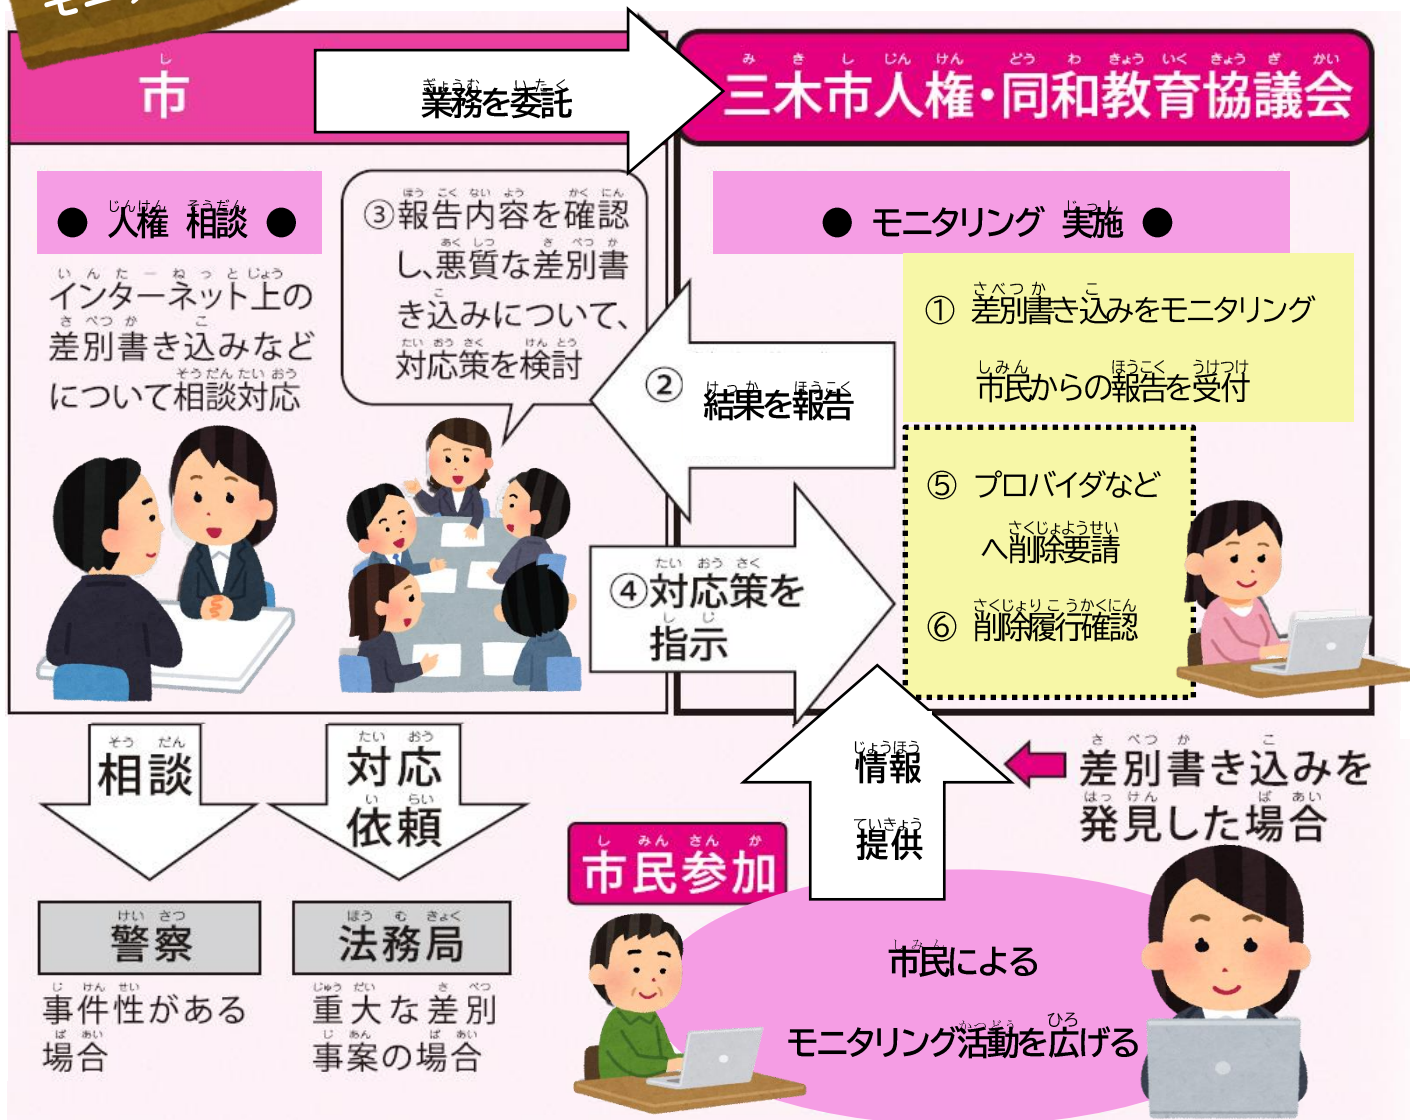 モニ
市
業務を委託
三木市人権・同和教育協議会
● 人権 相談 ●
インターネット上の
差別書き込みなど
について相談対応
③報告内容を確認
し、悪質な差別書
き込みについて、
対応策を検討
● モニタリング 実施 ●
① 差別書き込みをモニタリング
市民からの報告を受付
② 結果を報告
④対応策を
指示
⑤ プロバイダなど
へ削除要請
⑥ 削除履行確認
相談
対応
依頼
警察
事件性がある
場合
法務局
重大な差別
事案の場合
情報
提供
差別書き込みを
発見した場合
市民参加
市民による
モニタリング活動を広げる